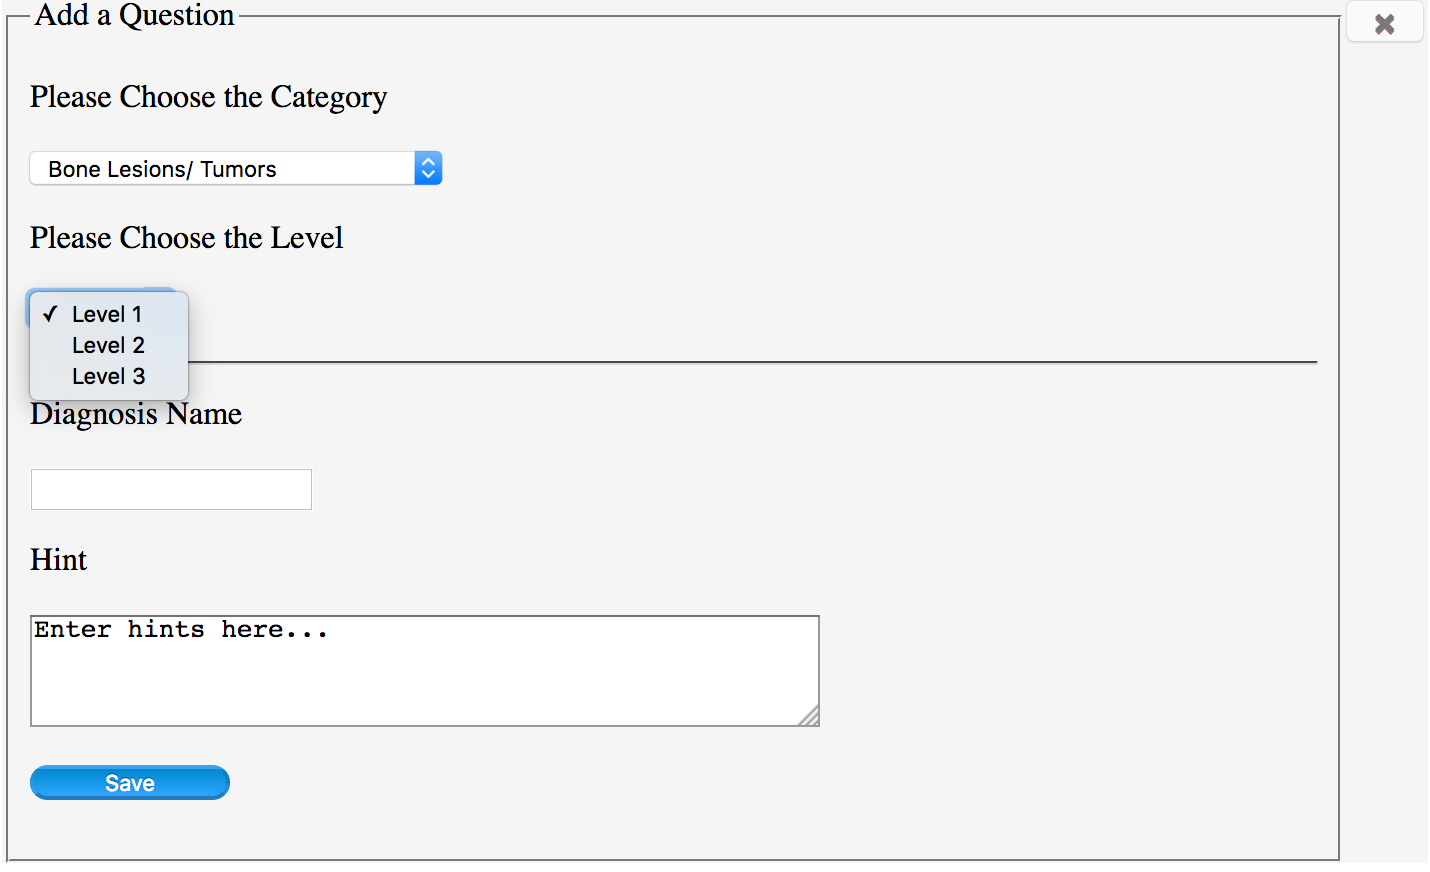 Add a Question
Please Choose the Category
Bone Lesions/ Tumors
Please Choose the Level
✓ Level 1
Level 2
Level 3
Diagnosis Name
Hint
Enter hints here...
Save